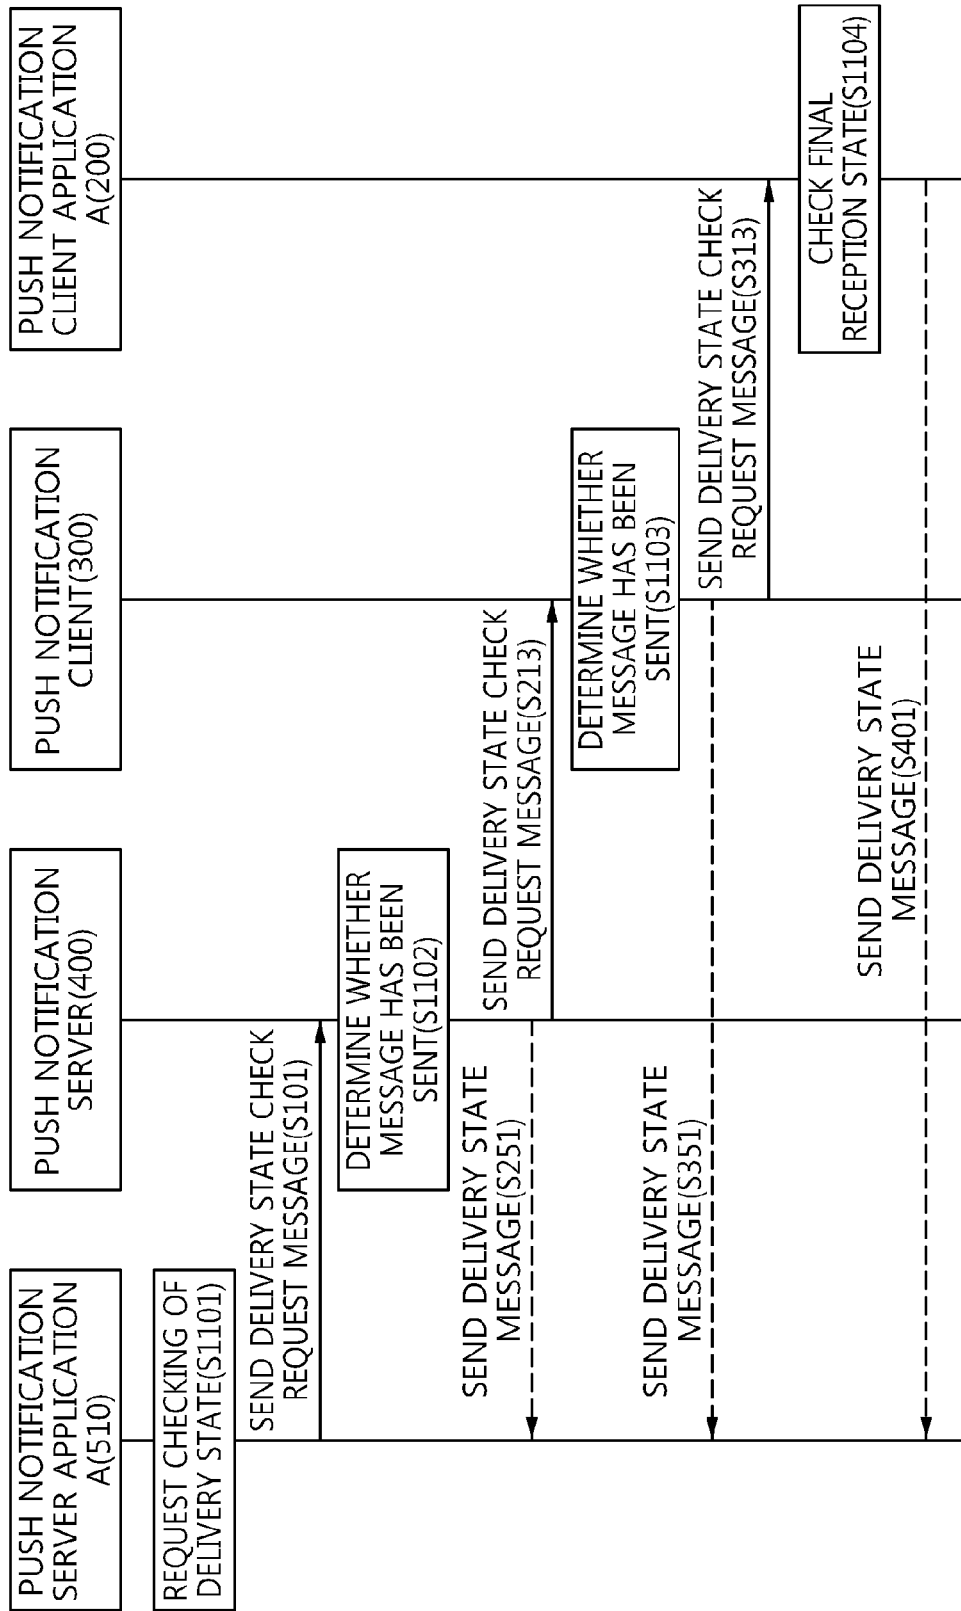 PUSH NOTIFICATION
SERVER APPLICATION
A(510)
PUSH NOTIFICATION
SERVER(400)
PUSH NOTIFICATION
CLIENT(300)
PUSH NOTIFICATION
CLIENT APPLICATION
A(200)
REQUEST CHECKING OF
DELIVERY STATE(S1101)
SEND DELIVERY STATE CHECK
REQUEST MESSAGE(S101)
DETERMINE WHETHER
MESSAGE HAS BEEN
SENT(S1102)
SEND DELIVERY STATE
MESSAGE(S251)
SEND DELIVERY STATE CHECK
REQUEST MESSAGE(S213)
DETERMINE WHETHER
MESSAGE HAS BEEN
SENT(S1103)
SEND DELIVERY STATE
MESSAGE(S351)
SEND DELIVERY STATE CHECK
REQUEST MESSAGE(S313)
CHECK FINAL
RECEPTION STATE(S1104)
SEND DELIVERY STATE
MESSAGE(S401)